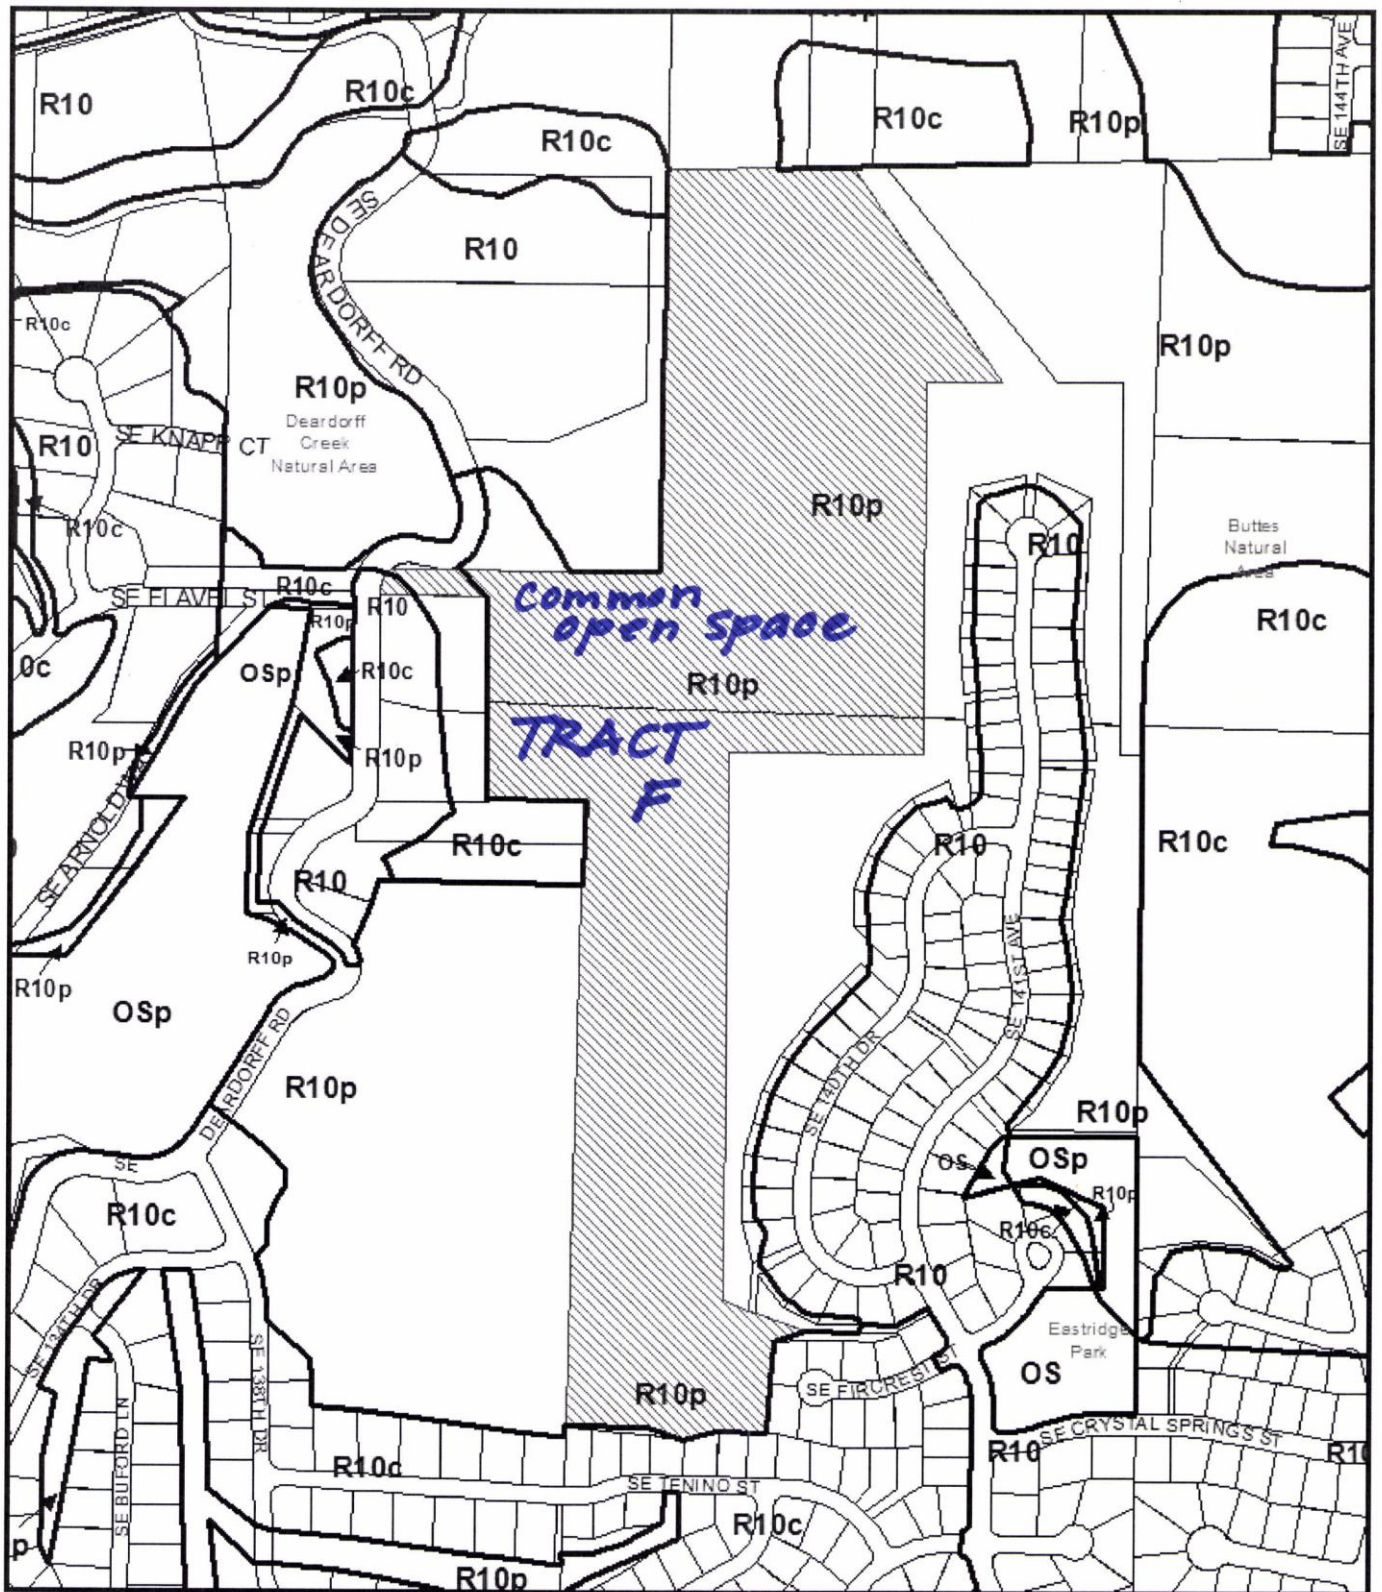 R10
R10c
R10c
R10c
R10p
SE 144TH AVE
R10
SE DEARDORFF RD
R10c
R10p
R10p
Deardorff
Creek
Natural Area
R10
SE KNAPP CT
R10p
R10c
R10
Buttes
Natural
Area
SE FLAVEL ST
R10c
R10
common
open space
R10p
R10c
0c
OSp
R10c
R10p
R10p
TRACT
F
R10p
R10p
SE ARNOLD
R10c
R10
R10c
R10
R10p
R10p
OSp
SE 141ST AVE
DEARDORFF RD
R10p
SE 140TH DR
R10p
SE
OS
OSp
R10p
R10c
R10c
R10
SE 134TH DR
Eastridge
Park
SE 138TH DR
SE FIRCREST ST
OS
R10p
SE BUFORD LN
SE CRYSTAL SPRINGS ST
R10
R10
R10c
SE TENINO ST
R10c
p
R10p